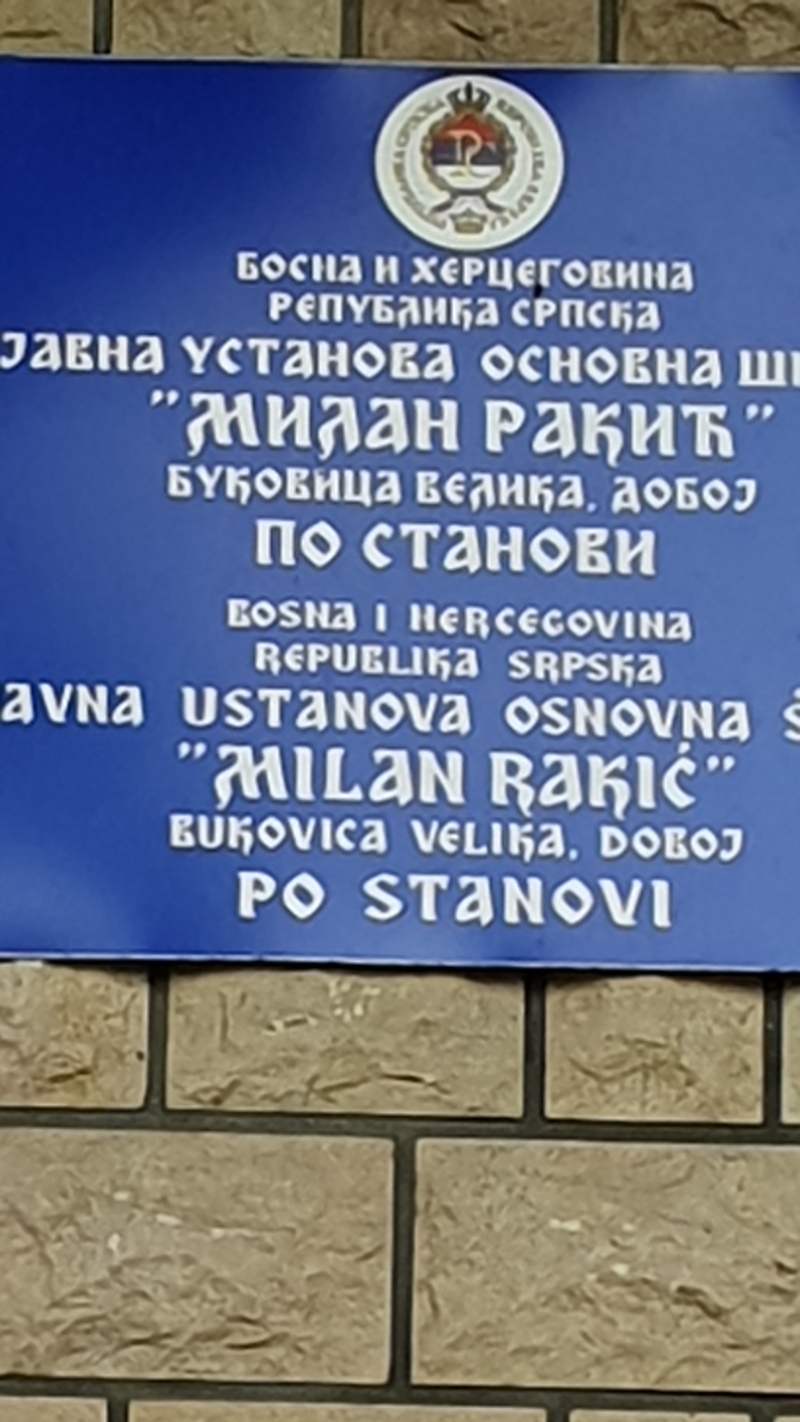 БОСНА И ХЕРЦЕГОВИНА
РЕПУБЛИКА СРПСКА
ЈАВНА УСТАНОВА ОСНОВНА
"МИЛАН РАКИЋ"
БУКОВИЦА ВЕЛИКА, ДОБОЈ
ПО СТАНОВИ
BOSNA I HERCEGOVINA
REPUBLIKA SRPSKA
AVNA USTANOVA OSNOVNA
"MILAN RAKIĆ"
BUKOVICA VELIKA, DOBOJ
PO STANOVI